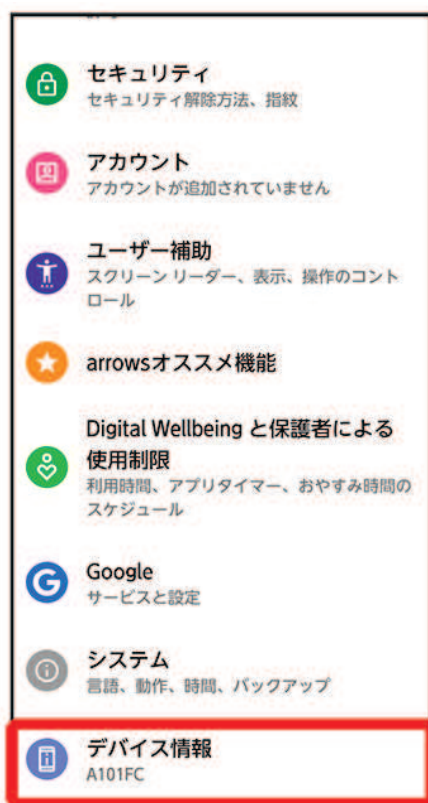 セキュリティ
セキュリティ解除方法、指紋
アカウント
アカウントが追加されていません
ユーザー補助
スクリーン リーダー、表示、操作のコント
ロール
arrowsオススメ機能
Digital Wellbeing と保護者による
使用制限
利用時間、アプリタイマー、おやすみ時間の
スケジュール
Google
サービスと設定
システム
言語、動作、時間、バックアップ
デバイス情報
A101FC